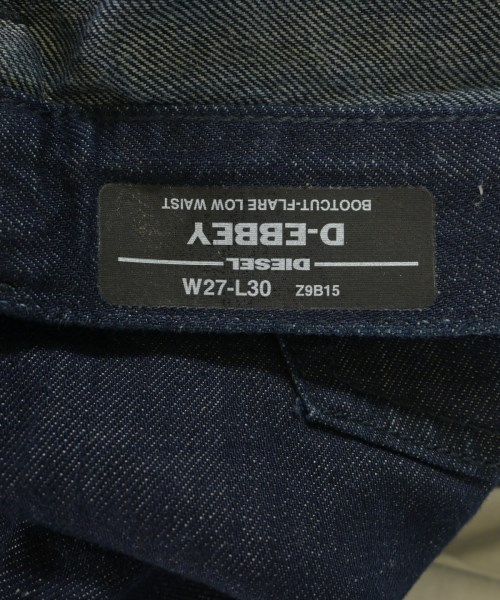 BOOTCUT-FLARE LOW WAIST
D-EBBEY
DIESEL
W27-L30 Z9B15